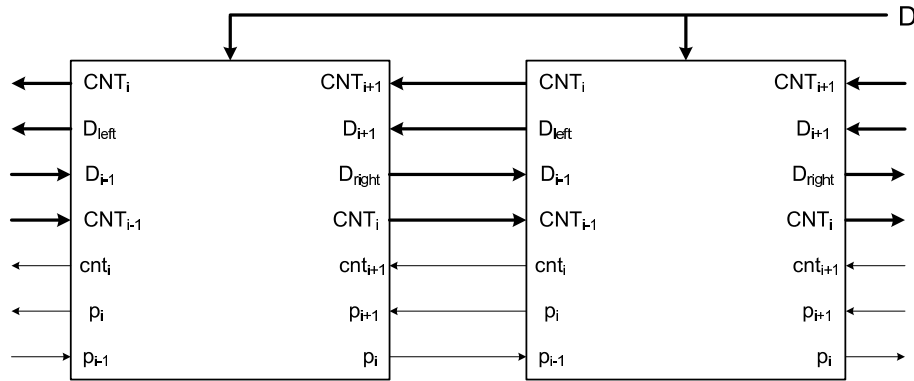 D
CNTi CNTi+1 CNTi CNTi+1
Dleft Di+1 Dleft Di+1
Di-1 Dright Di-1 Dright
CNTi-1 CNTi CNTi-1 CNTi
cnti cnti+1 cnti cnti+1
pi pi+1 pi pi+1
pi-1 pi pi-1 pi